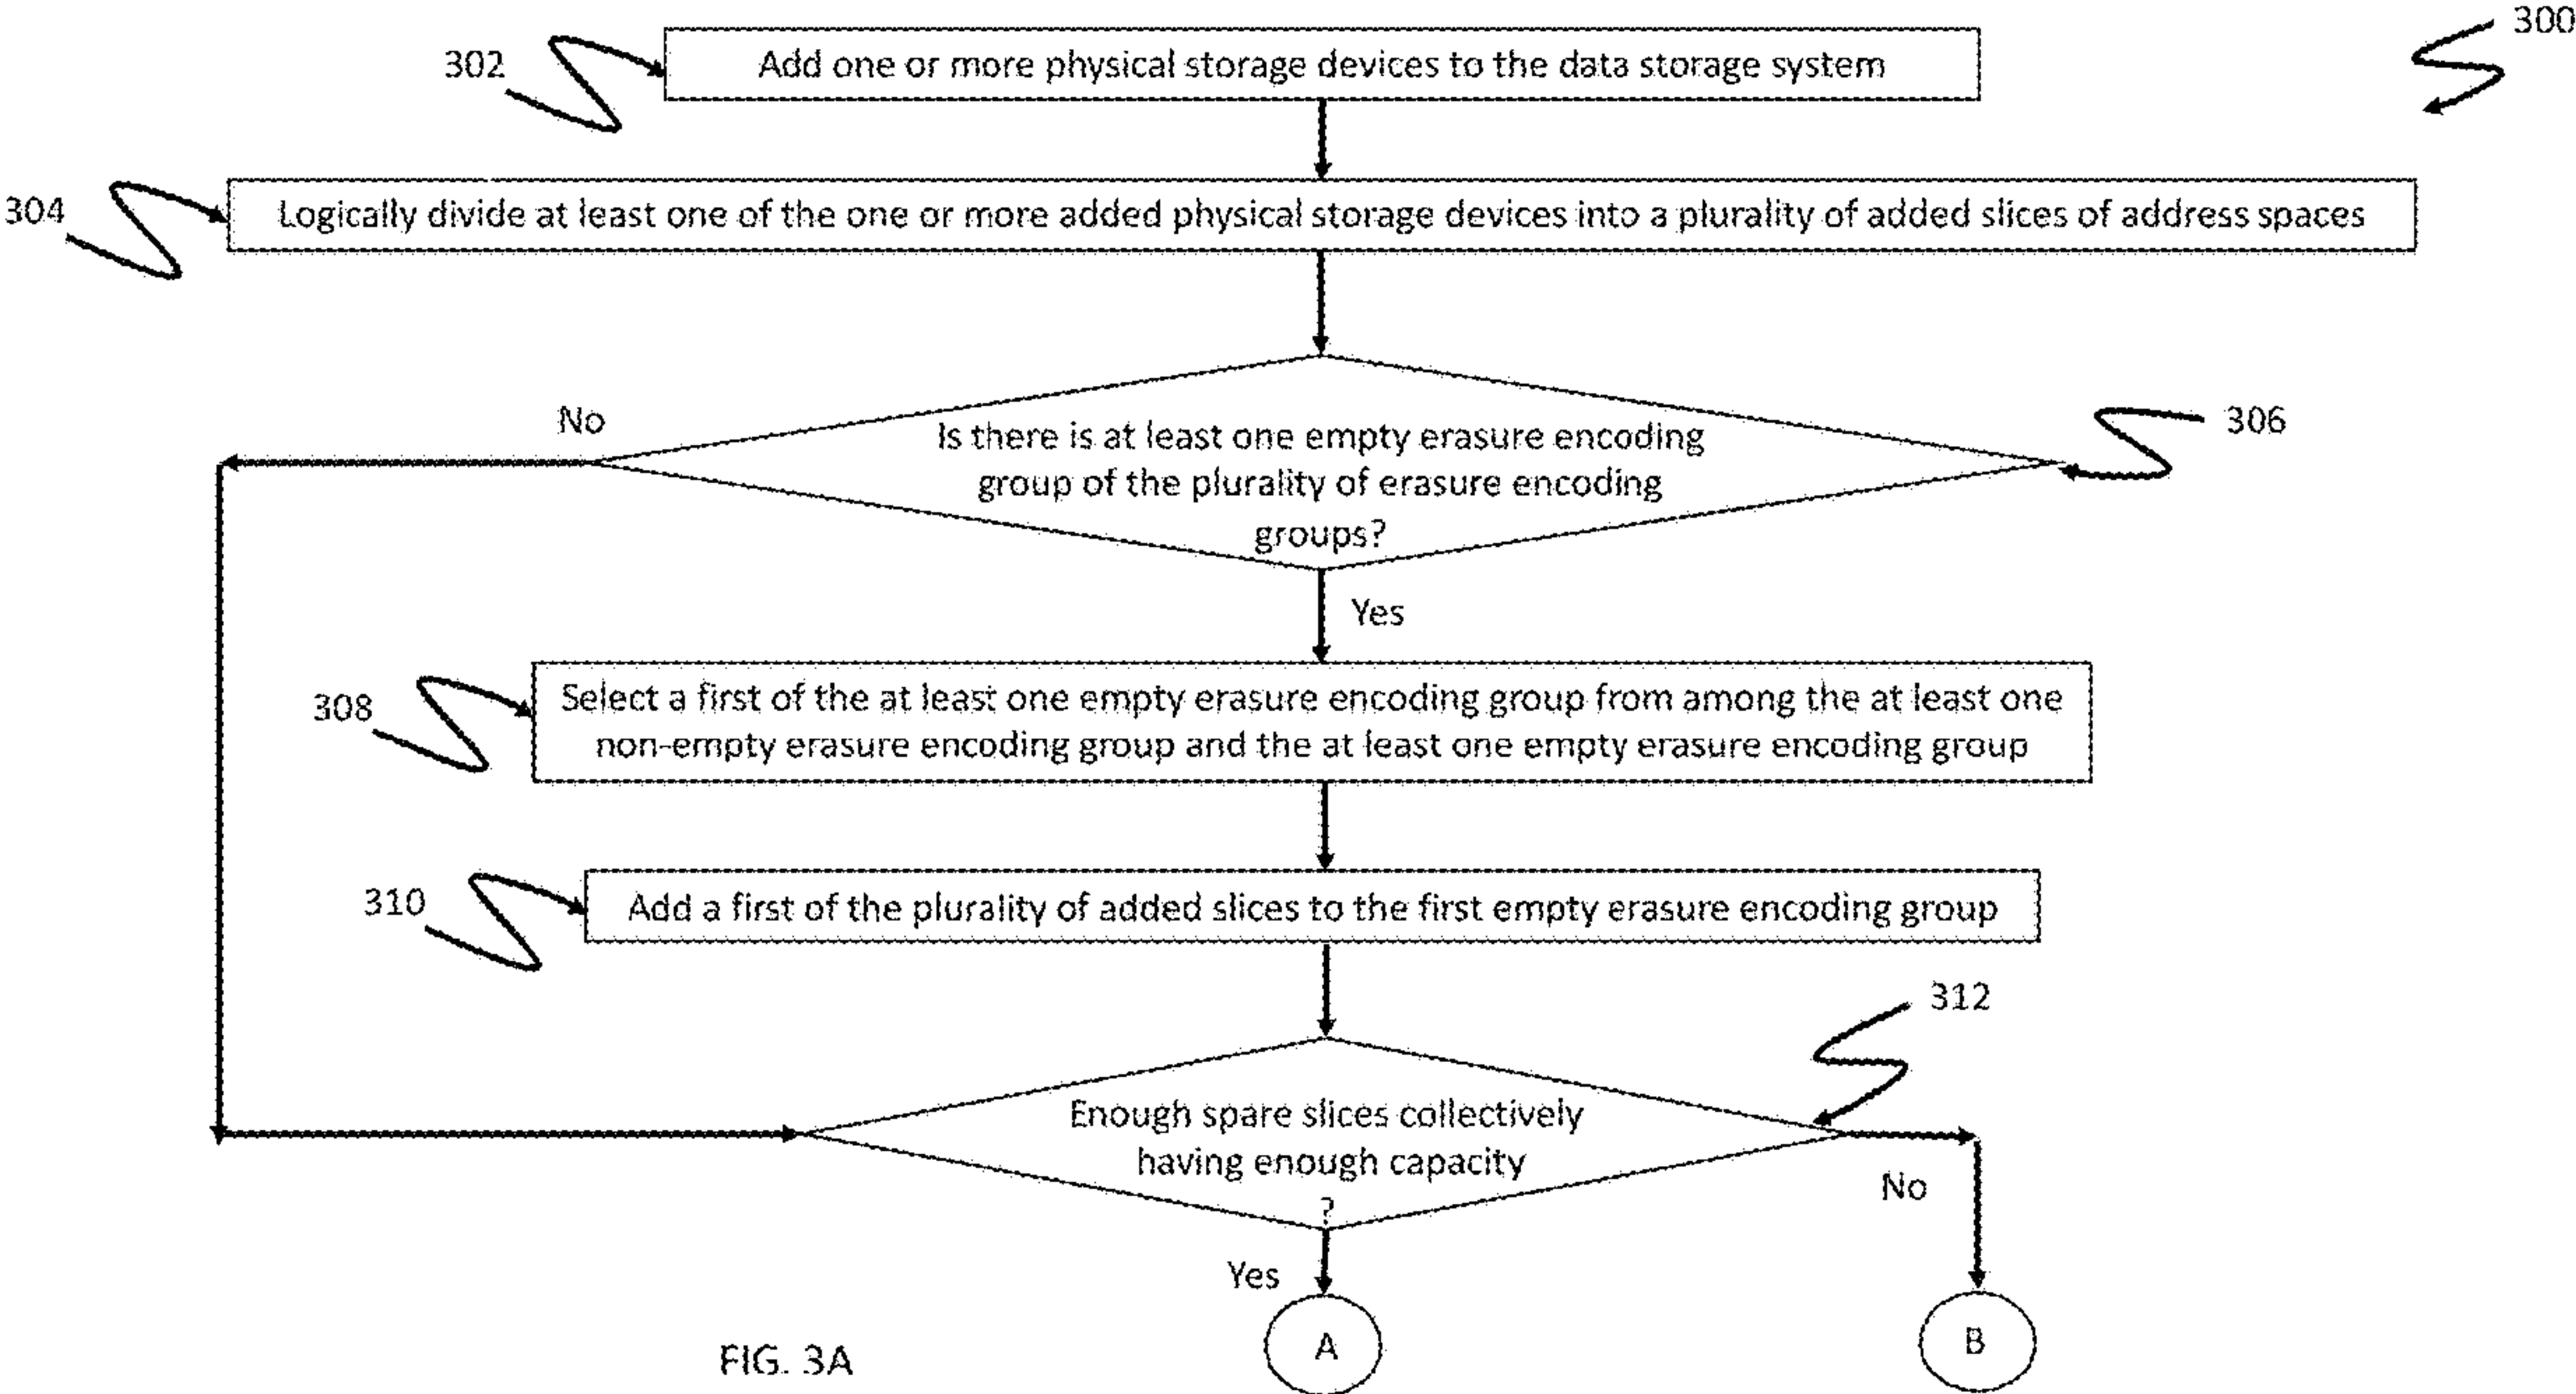 300
302
Add one or more physical storage devices to the data storage system
304
Logically divide at least one of the one or more added physical storage devices into a plurality of added slices of address spaces
No
306
Is there is at least one empty erasure encoding
group of the plurality of erasure encoding
groups?
Yes
308
Select a first of the at least one empty erasure encoding group from among the at least one
non-empty erasure encoding group and the at least one empty erasure encoding group
310
Add a first of the plurality of added slices to the first empty erasure encoding group
312
Enough spare slices collectively
having enough capacity
?
No
Yes
A
B
FIG. 3A